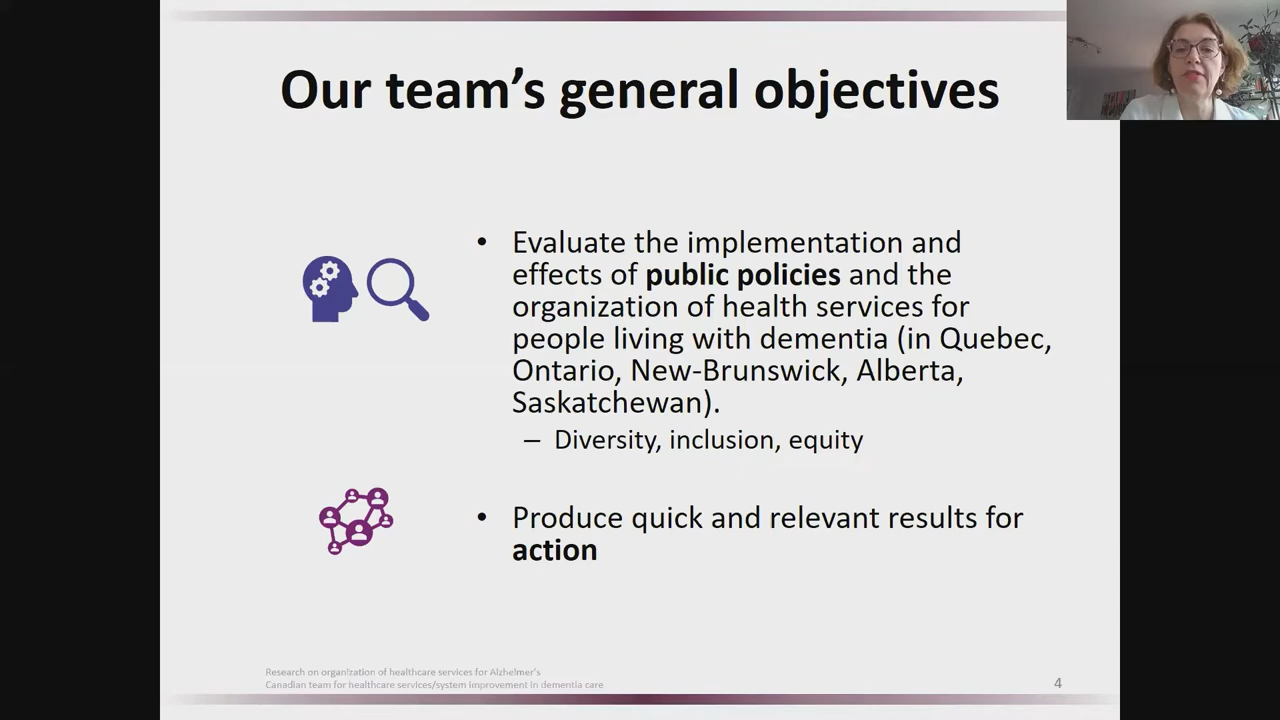 Our team's general objectives
• Evaluate the implementation and
effects of public policies and the
organization of health services for
people living with dementia (in Quebec,
Ontario, New-Brunswick, Alberta,
Saskatchewan).
– Diversity, inclusion, equity
• Produce quick and relevant results for
action
Research on organization of healthcare services for Alzheimer's
Canadian team for healthcare services/system improvement in dementia care
4